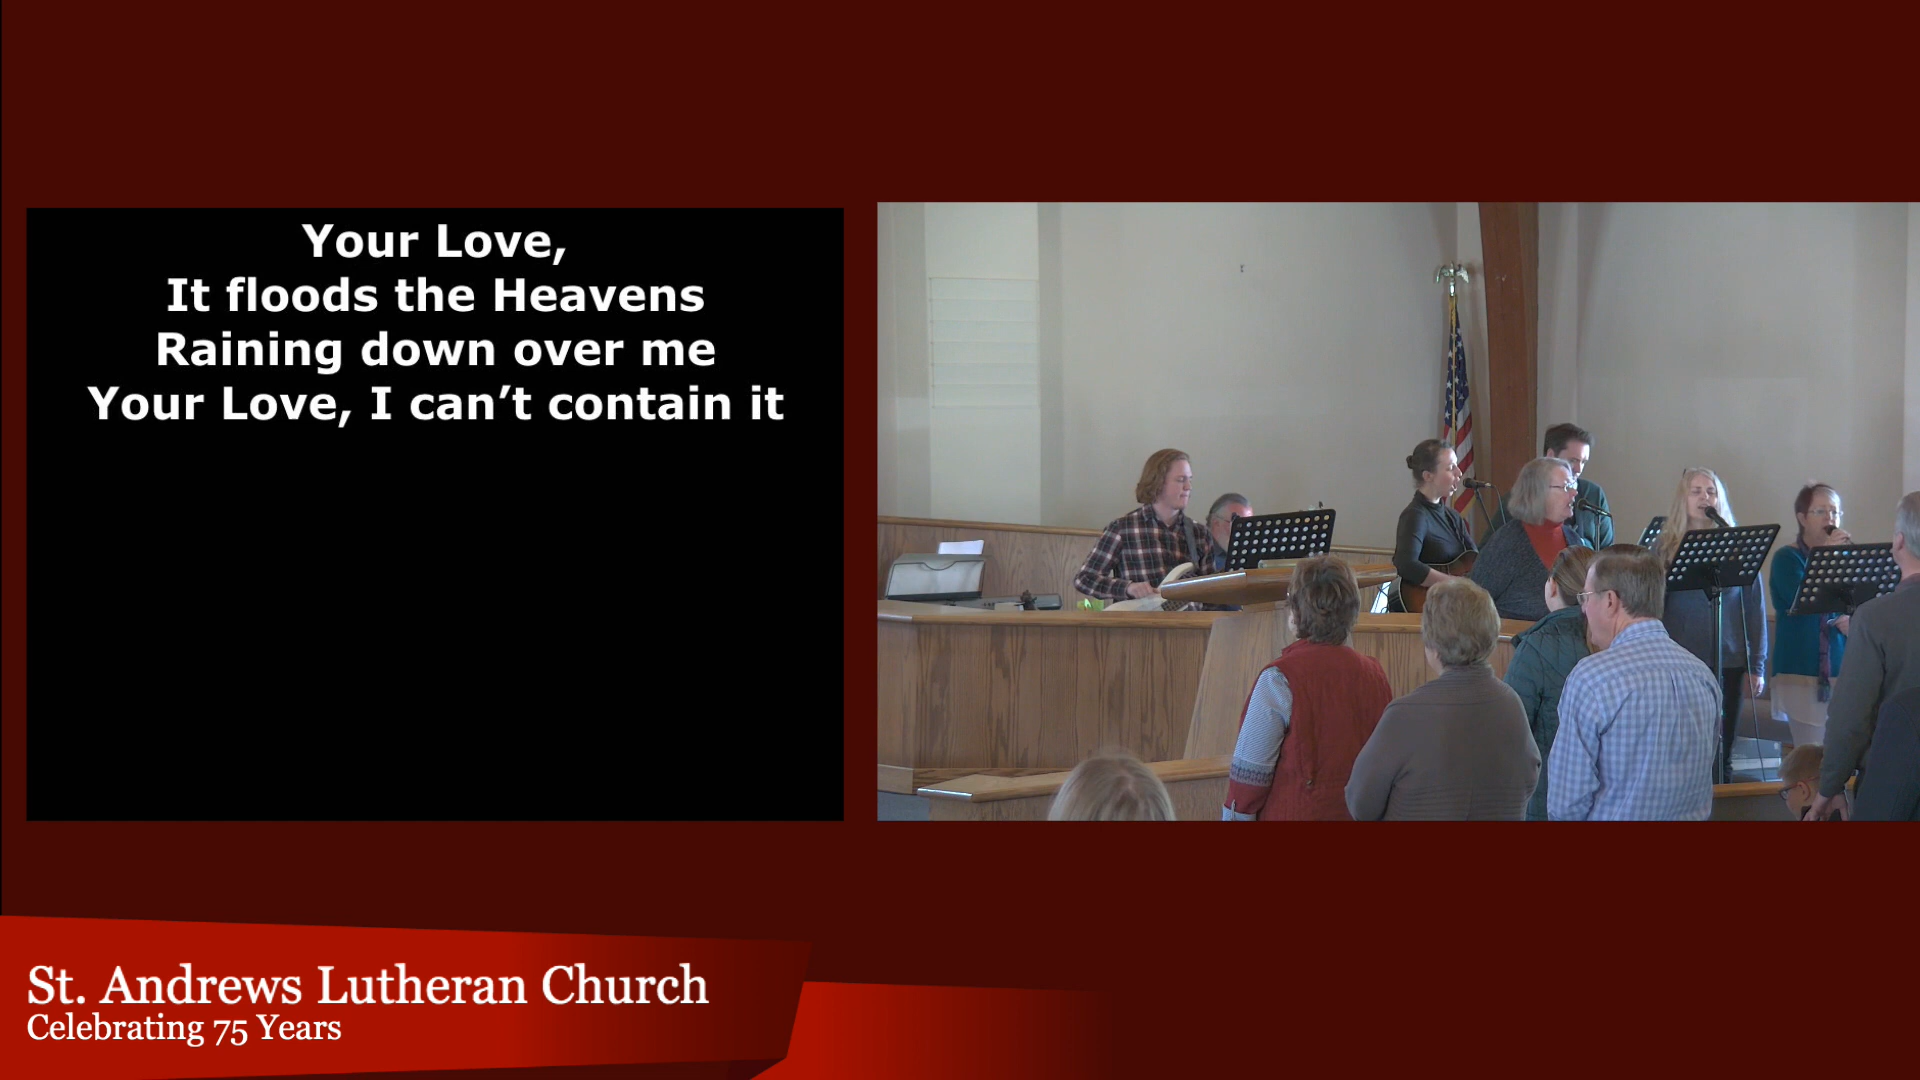 Your Love,
It floods the Heavens
Raining down over me
Your Love, I can’t contain it
St. Andrews Lutheran Church
Celebrating 75 Years